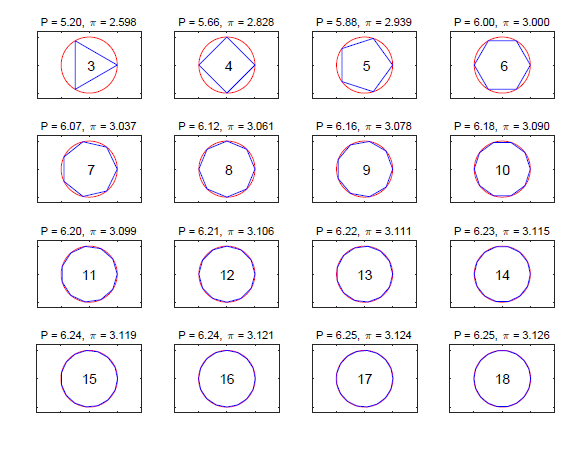 P = 5.20, π = 2.598
P = 5.66, π = 2.828
P = 5.88, π = 2.939
P = 6.00, π = 3.000
3
4
5
6
P = 6.07, π = 3.037
P = 6.12, π = 3.061
P = 6.16, π = 3.078
P = 6.18, π = 3.090
7
8
9
10
P = 6.20, π = 3.099
P = 6.21, π = 3.106
P = 6.22, π = 3.111
P = 6.23, π = 3.115
11
12
13
14
P = 6.24, π = 3.119
P = 6.24, π = 3.121
P = 6.25, π = 3.124
P = 6.25, π = 3.126
15
16
17
18